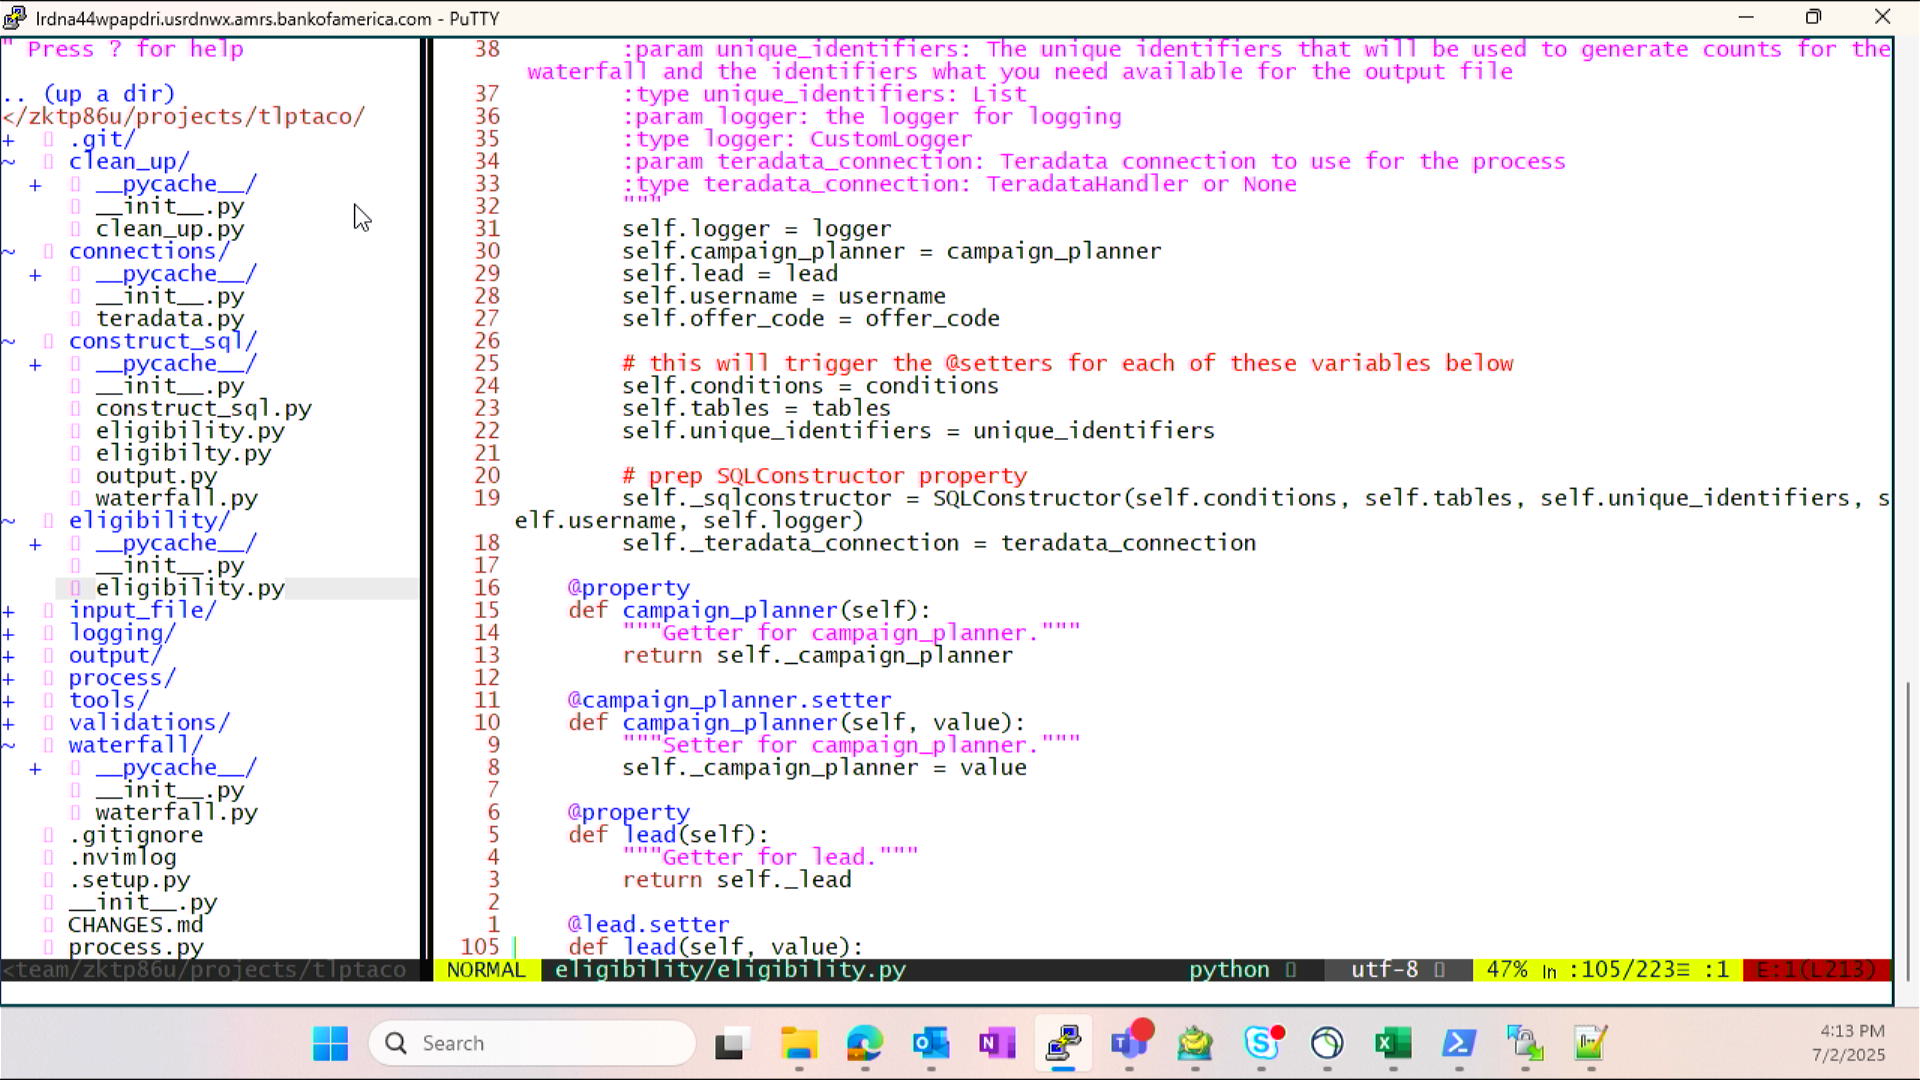 lrdna44wpapdri.usrdnwx.amrs.bankofamerica.com - PuTTY
" Press ? for help
.. (up a dir)
</zktp86u/projects/tlptaco/
+ .git/
~ clean_up/
+ __pycache__/
__init__.py
clean_up.py
~ connections/
+ __pycache__/
__init__.py
teradata.py
~ construct_sql/
+ __pycache__/
__init__.py
construct_sql.py
eligibility.py
eligibilty.py
output.py
waterfall.py
~ eligibility/
+ __pycache__/
__init__.py
eligibility.py
+ input_file/
+ logging/
+ output/
+ process/
+ tools/
+ validations/
~ waterfall/
+ __pycache__/
__init__.py
waterfall.py
.gitignore
.nvimlog
.setup.py
__init__.py
CHANGES.md
process.py
<team/zktp86u/projects/tlptaco
38 :param unique_identifiers: The unique identifiers that will be used to generate counts for the
waterfall and the identifiers what you need available for the output file
37 :type unique_identifiers: List
36 :param logger: the logger for logging
35 :type logger: CustomLogger
34 :param teradata_connection: Teradata connection to use for the process
33 :type teradata_connection: TeradataHandler or None
32 """
31 self.logger = logger
30 self.campaign_planner = campaign_planner
29 self.lead = lead
28 self.username = username
27 self.offer_code = offer_code
26
25 # this will trigger the @setters for each of these variables below
24 self.conditions = conditions
23 self.tables = tables
22 self.unique_identifiers = unique_identifiers
21
20 # prep SQLConstructor property
19 self._sqlconstructor = SQLConstructor(self.conditions, self.tables, self.unique_identifiers, s
elf.username, self.logger)
18 self._teradata_connection = teradata_connection
17
16 @property
15 def campaign_planner(self):
14 """Getter for campaign_planner."""
13 return self._campaign_planner
12
11 @campaign_planner.setter
10 def campaign_planner(self, value):
9 """Setter for campaign_planner."""
8 self._campaign_planner = value
7
6 @property
5 def lead(self):
4 """Getter for lead."""
3 return self._lead
2
1 @lead.setter
105 def lead(self, value):
NORMAL eligibility/eligibility.py python utf-8 47% ln :105/223≡ :1 E:1(L213)
Search
4:13 PM
7/2/2025